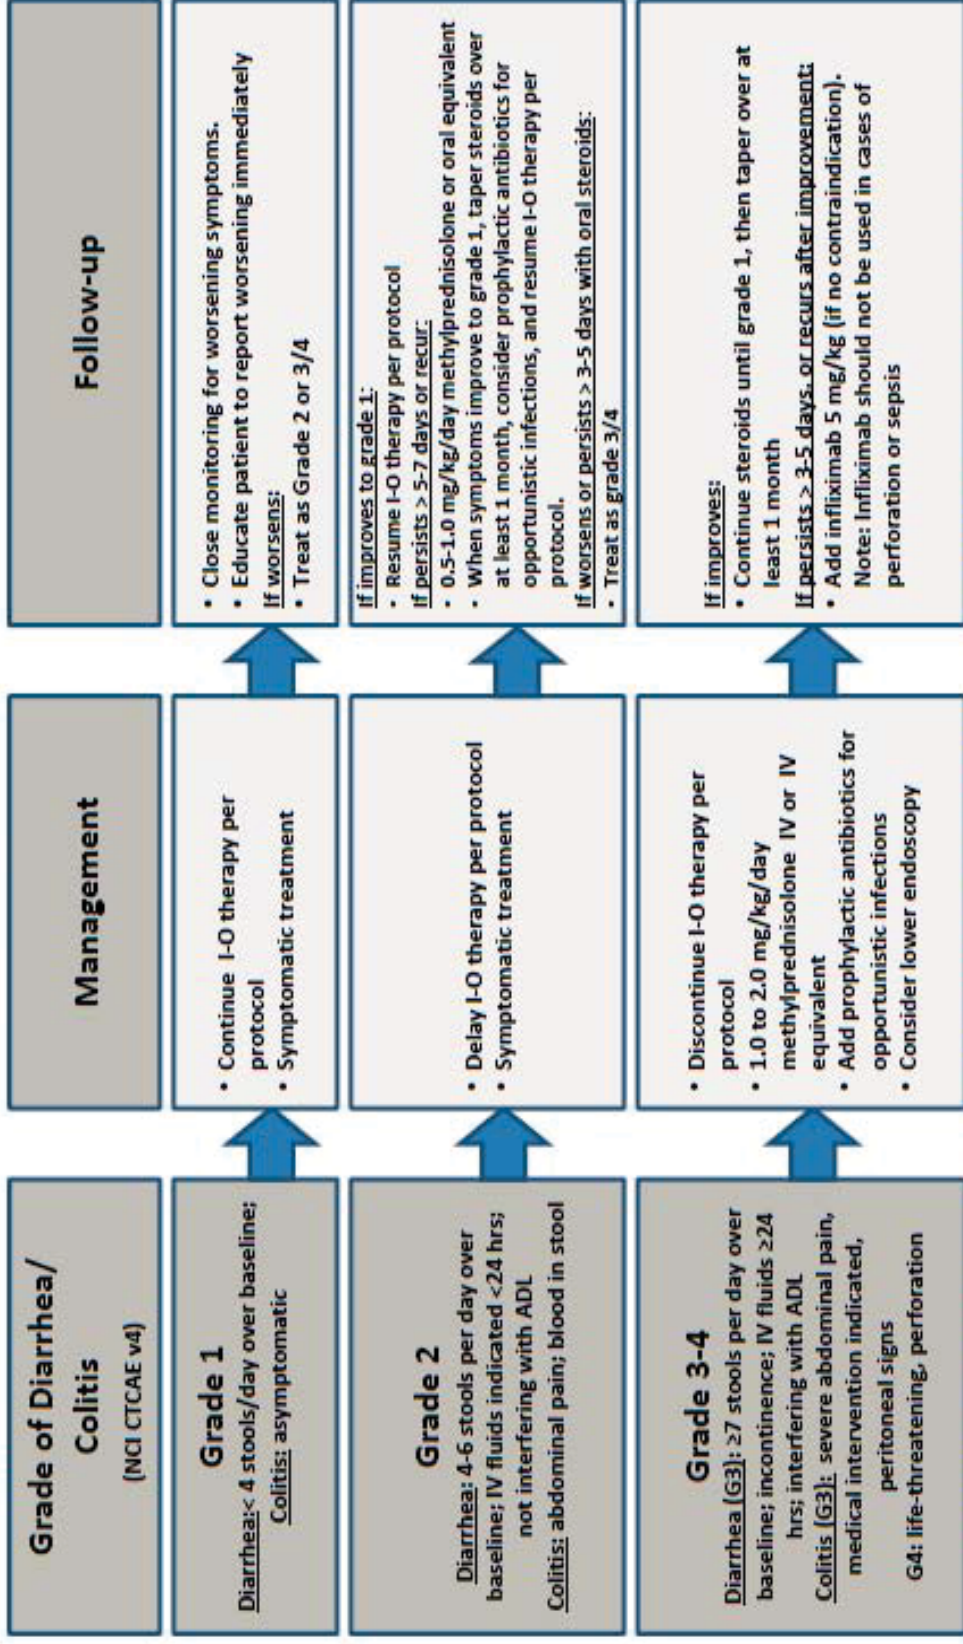 Grade of Diarrhea/
Colitis
(NCI CTCAE v4)
Management
Follow-up
Grade 1
Diarrhea: < 4 stools/day over baseline;
Colitis: asymptomatic
• Continue I-O therapy per
protocol
• Symptomatic treatment
• Close monitoring for worsening symptoms.
• Educate patient to report worsening immediately
If worsens:
• Treat as Grade 2 or 3/4
Grade 2
Diarrhea: 4-6 stools per day over
baseline; IV fluids indicated <24 hrs;
not interfering with ADL
Colitis: abdominal pain; blood in stool
• Delay I-O therapy per protocol
• Symptomatic treatment
If improves to grade 1:
• Resume I-O therapy per protocol
If persists > 5-7 days or recur:
• 0.5-1.0 mg/kg/day methylprednisolone or oral equivalent
• When symptoms improve to grade 1, taper steroids over
at least 1 month, consider prophylactic antibiotics for
opportunistic infections, and resume I-O therapy per
protocol.
If worsens or persists > 3-5 days with oral steroids:
• Treat as grade 3/4
Grade 3-4
Diarrhea (G3): ≥7 stools per day over
baseline; incontinence; IV fluids ≥24
hrs; interfering with ADL
Colitis (G3): severe abdominal pain,
medical intervention indicated,
peritoneal signs
G4: life-threatening, perforation
• Discontinue I-O therapy per
protocol
• 1.0 to 2.0 mg/kg/day
methylprednisolone IV or IV
equivalent
• Add prophylactic antibiotics for
opportunistic infections
• Consider lower endoscopy
If improves:
• Continue steroids until grade 1, then taper over at
least 1 month
If persists > 3-5 days, or recurs after improvement:
• Add infliximab 5 mg/kg (if no contraindication).
Note: Infliximab should not be used in cases of
perforation or sepsis